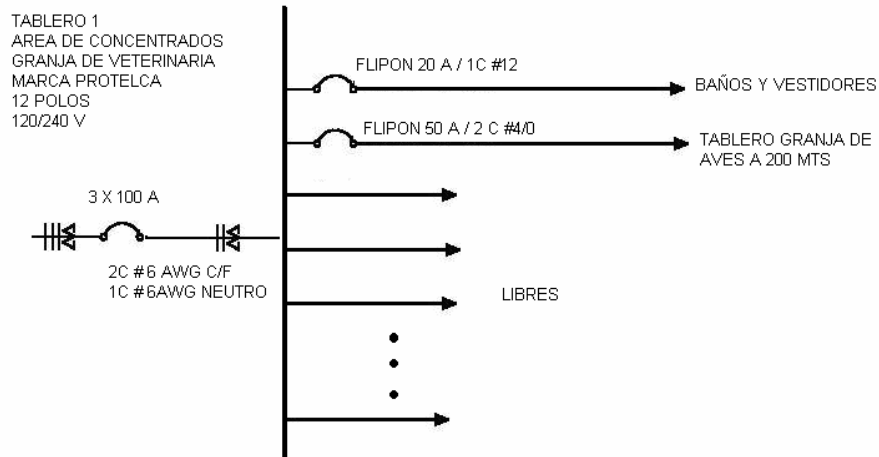 TABLERO 1
AREA DE CONCENTRADOS
GRANJA DE VETERINARIA
MARCA PROTELCA
12 POLOS
120/240 V
FLIPON 20 A / 1C #12
BAÑOS Y VESTIDORES
FLIPON 50 A / 2 C #4/0
TABLERO GRANJA DE
AVES A 200 MTS
3 X 100 A
2C #6 AWG C/F
1C #6AWG NEUTRO
LIBRES